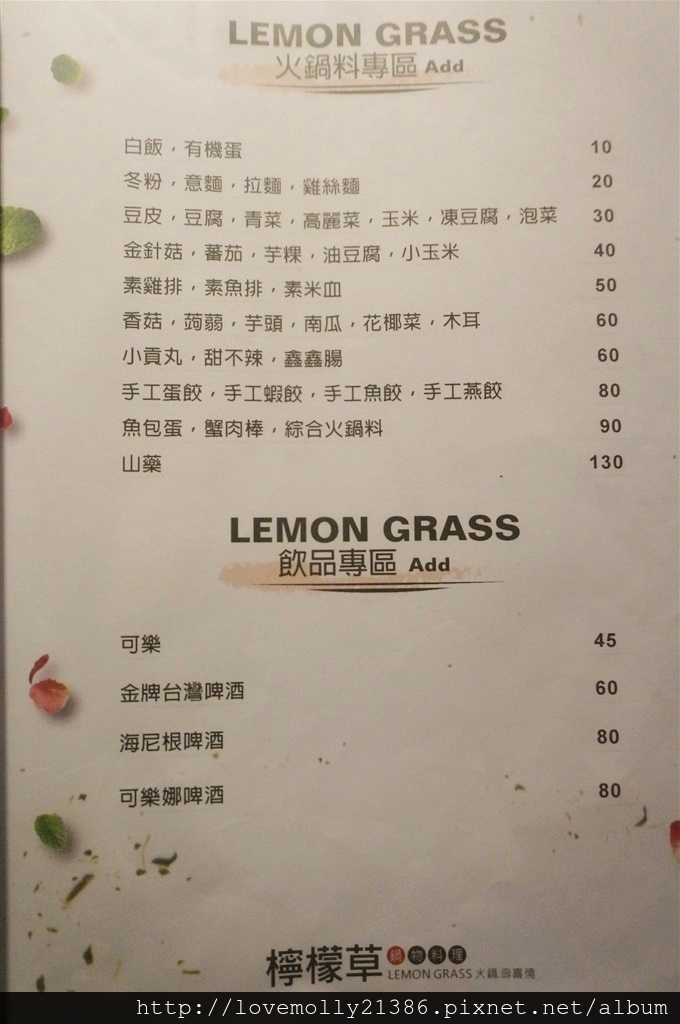 LEMON GRASS
火鍋料專區 Add
白飯，有機蛋 10
冬粉，意麵，拉麵，雞絲麵 20
豆皮，豆腐，青菜，高麗菜，玉米，凍豆腐，泡菜 30
金針菇，蕃茄，芋粿，油豆腐，小玉米 40
素雞排，素魚排，素米血 50
香菇，蒟蒻，芋頭，南瓜，花椰菜，木耳 60
小貢丸，甜不辣，鑫鑫腸 60
手工蛋餃，手工蝦餃，手工魚餃，手工燕餃 80
魚包蛋，蟹肉棒，綜合火鍋料 90
山藥 130
LEMON GRASS
飲品專區 Add
可樂 45
金牌台灣啤酒 60
海尼根啤酒 80
可樂娜啤酒 80
檸檬草 鍋物料理
LEMON GRASS 火鍋.壽喜燒
http://lovemolly21386.pixnet.net/album